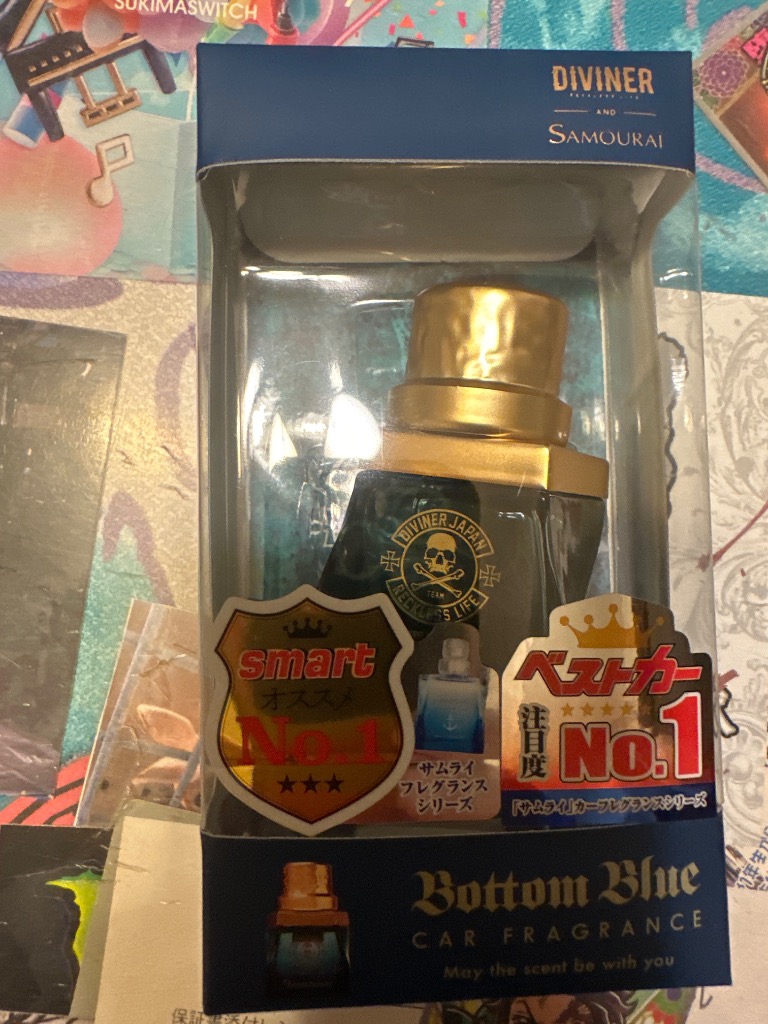 SUKIMASWITCH
DIVINER
RECKLESS LIFE
AND
SAMOURAI
DIVINER JAPAN
TEAM
RECKLESS LIFE
smart
オススメ
No.1
★★★
サムライ
フレグランス
シリーズ
ベストカー
注目度
No.1
「サムライ」カーフレグランスシリーズ
Bottom Blue
CAR FRAGRANCE
May the scent be with you